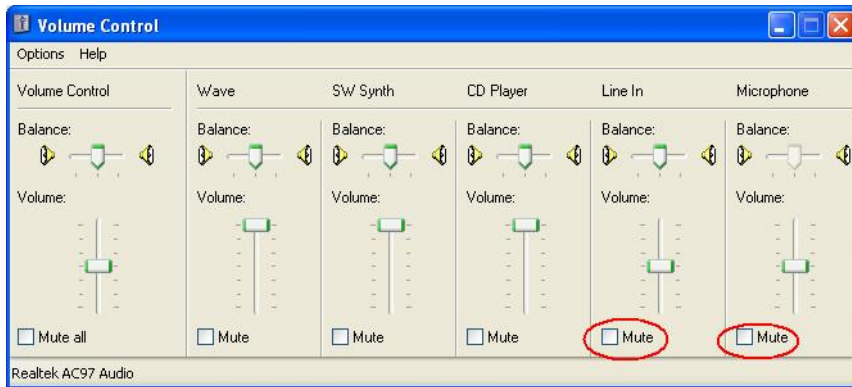 Volume Control
Options Help
Volume Control Wave SW Synth CD Player Line In Microphone
Balance: Balance: Balance: Balance: Balance: Balance:
Volume: Volume: Volume: Volume: Volume: Volume:
Mute all Mute Mute Mute Mute Mute
Realtek AC97 Audio